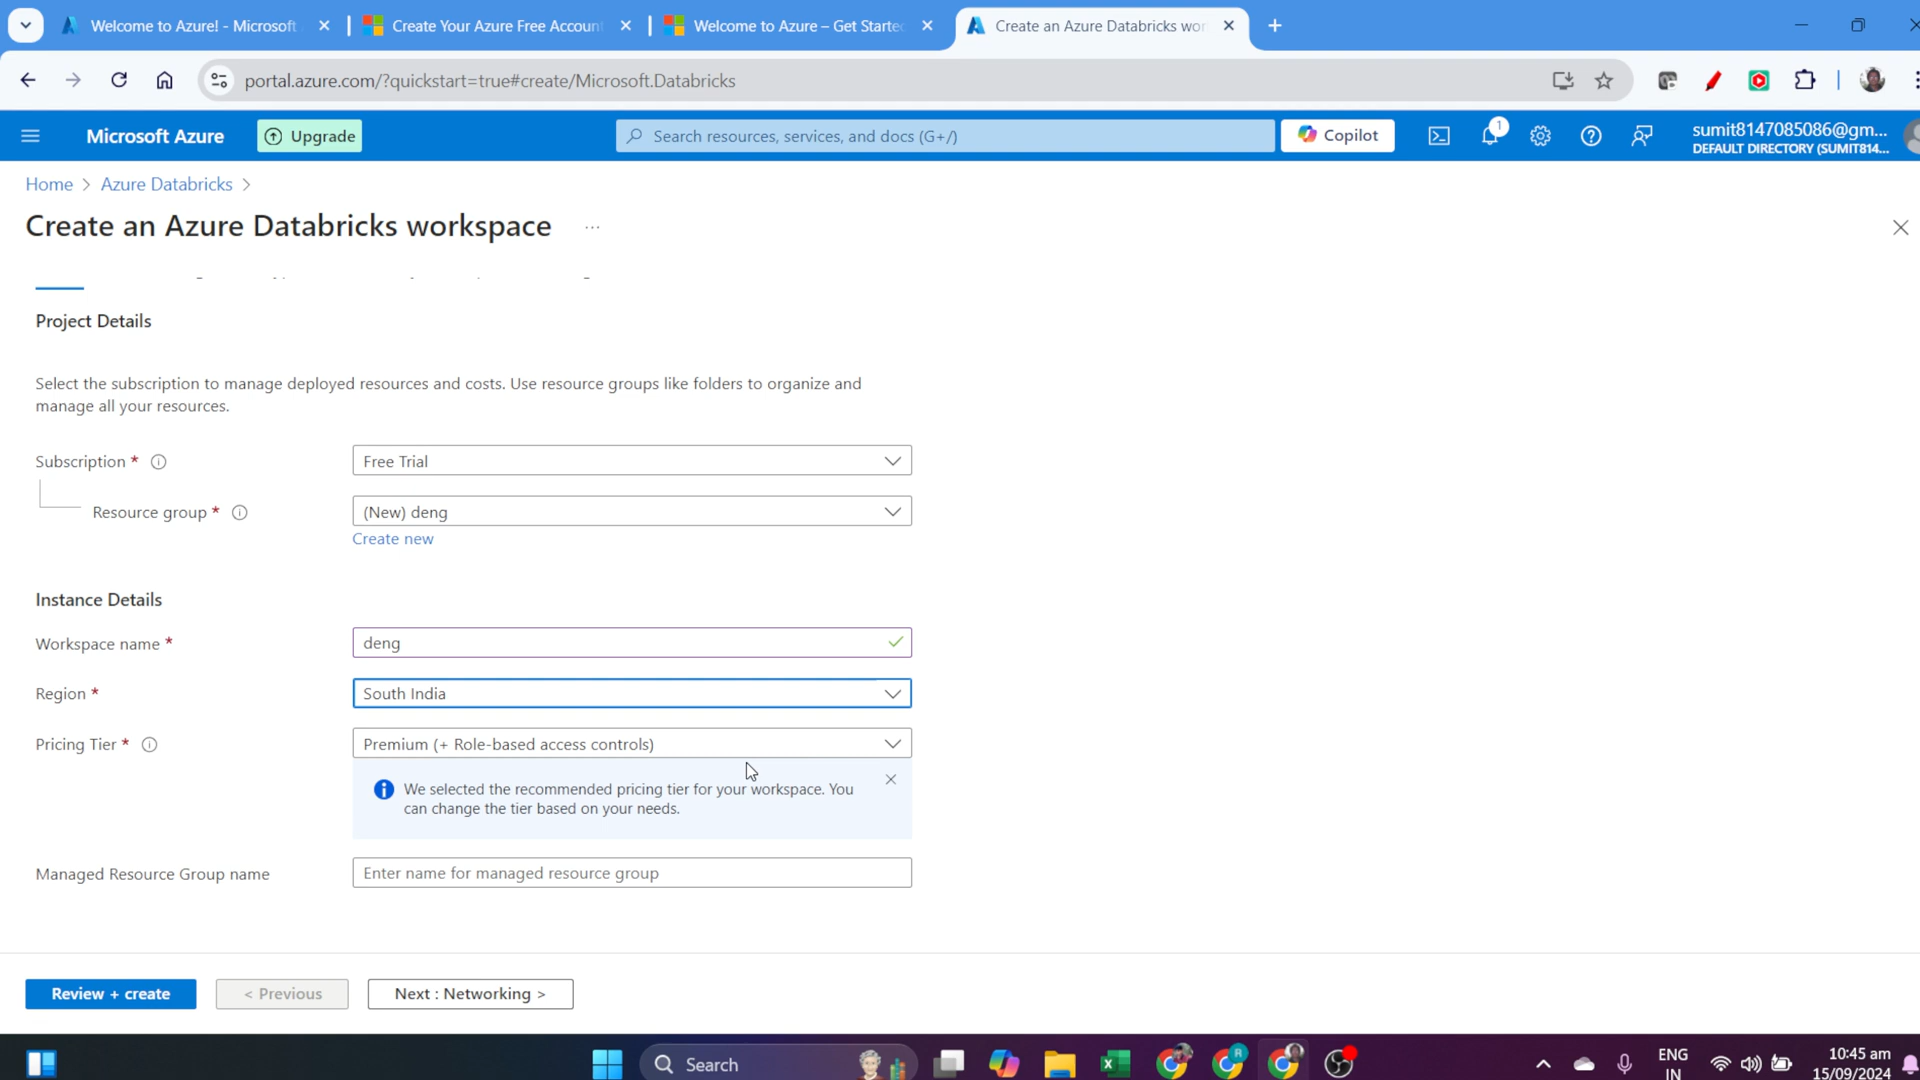 Welcome to Azure! - Microsoft
Create Your Azure Free Accoun
Welcome to Azure – Get Starte
Create an Azure Databricks wor
portal.azure.com/?quickstart=true#create/Microsoft.Databricks
Microsoft Azure
Upgrade
Search resources, services, and docs (G+/)
Copilot
1
sumit8147085086@gm...
DEFAULT DIRECTORY (SUMIT814...
Home > Azure Databricks >
Create an Azure Databricks workspace ...
Project Details
Select the subscription to manage deployed resources and costs. Use resource groups like folders to organize and
manage all your resources.
Subscription *
Free Trial
Resource group *
(New) deng
Create new
Instance Details
Workspace name *
deng
Region *
South India
Pricing Tier *
Premium (+ Role-based access controls)
We selected the recommended pricing tier for your workspace. You
can change the tier based on your needs.
Managed Resource Group name
Enter name for managed resource group
Review + create
< Previous
Next : Networking >
Search
R
ENG
IN
10:45 am
15/09/2024